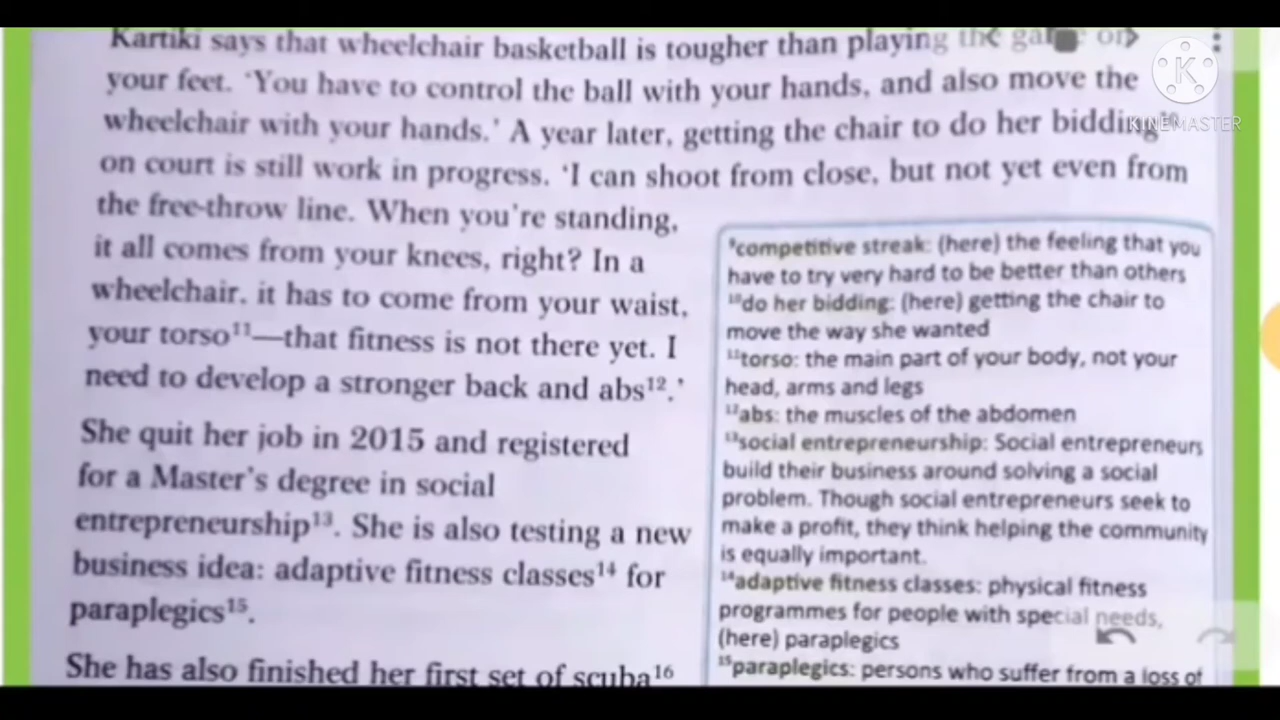 Kartiki says that wheelchair basketball is tougher than playing the game on
your feet. 'You have to control the ball with your hands, and also move the
wheelchair with your hands.' A year later, getting the chair to do her bidding¹⁰
on court is still work in progress. 'I can shoot from close, but not yet even from
the free-throw line. When you're standing,
it all comes from your knees, right? In a
wheelchair, it has to come from your waist,
your torso¹¹—that fitness is not there yet. I
need to develop a stronger back and abs¹².'
She quit her job in 2015 and registered
for a Master's degree in social
entrepreneurship¹³. She is also testing a new
business idea: adaptive fitness classes¹⁴ for
paraplegics¹⁵.
She has also finished her first set of scuba¹⁶
⁹competitive streak: (here) the feeling that you
have to try very hard to be better than others
¹⁰do her bidding: (here) getting the chair to
move the way she wanted
¹¹torso: the main part of your body, not your
head, arms and legs
¹²abs: the muscles of the abdomen
¹³social entrepreneurship: Social entrepreneurs
build their business around solving a social
problem. Though social entrepreneurs seek to
make a profit, they think helping the community
is equally important.
¹⁴adaptive fitness classes: physical fitness
programmes for people with special needs,
(here) paraplegics
¹⁵paraplegics: persons who suffer from a loss of
K
KINEMASTER